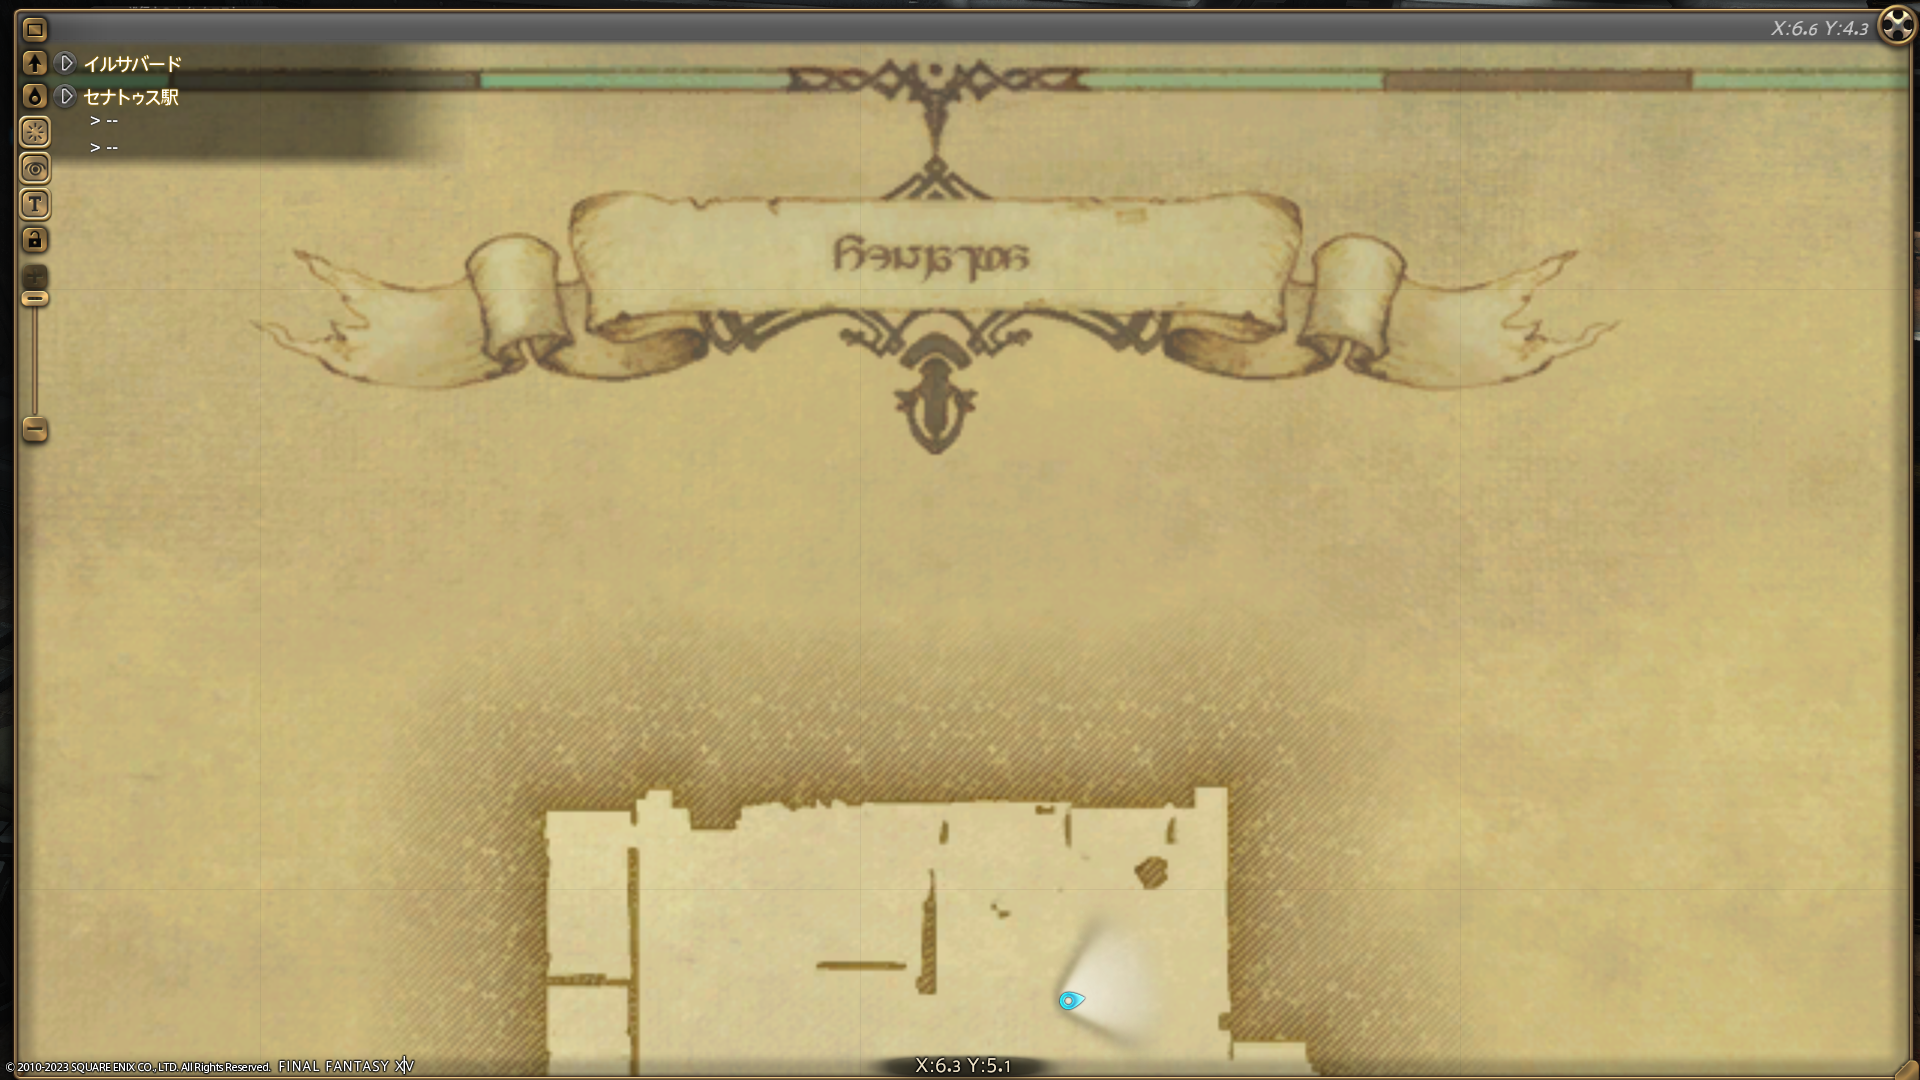 X:6.6 Y:4.3
イルサバード
セナトゥス駅
> --
> --
T
X:6.3 Y:5.1
© 2010-2023 SQUARE ENIX CO., LTD. All Rights Reserved. FINAL FANTASY XIV